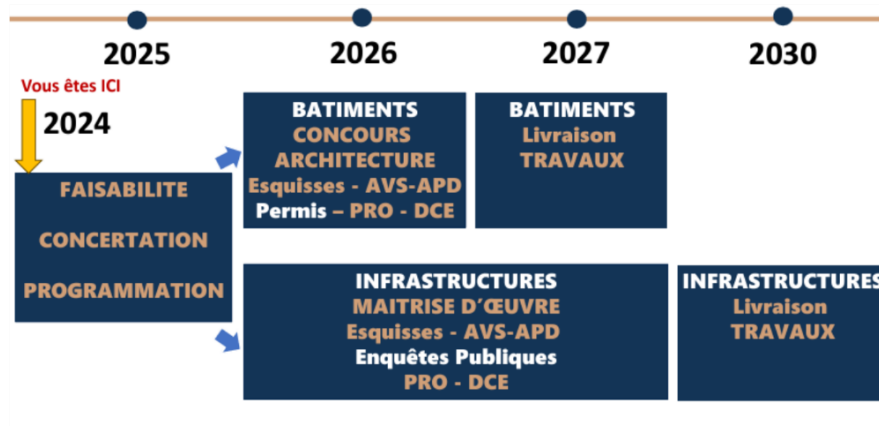 2025
2026
2027
2030
Vous êtes ICI
2024
FAISABILITE
CONCERTATION
PROGRAMMATION
BATIMENTS
CONCOURS
ARCHITECTURE
Esquisses - AVS-APD
Permis – PRO - DCE
BATIMENTS
Livraison
TRAVAUX
INFRASTRUCTURES
MAITRISE D'ŒUVRE
Esquisses - AVS-APD
Enquêtes Publiques
PRO - DCE
INFRASTRUCTURES
Livraison
TRAVAUX